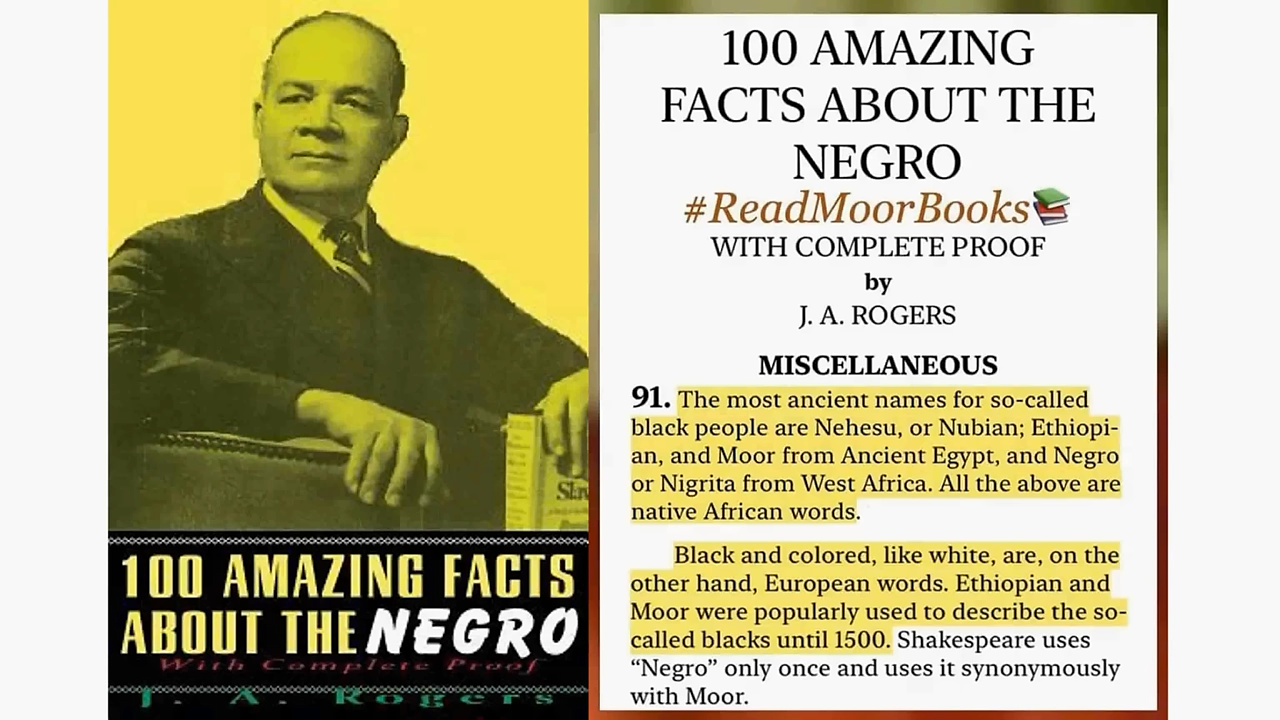 100 AMAZING FACTS
ABOUT THE NEGRO
With Complete Proof
J. A. Rogers
100 AMAZING
FACTS ABOUT THE
NEGRO
#ReadMoorBooks
WITH COMPLETE PROOF
by
J. A. ROGERS
MISCELLANEOUS
91. The most ancient names for so-called
black people are Nehesu, or Nubian; Ethiopi-
an, and Moor from Ancient Egypt, and Negro
or Nigrita from West Africa. All the above are
native African words.
Black and colored, like white, are, on the
other hand, European words. Ethiopian and
Moor were popularly used to describe the so-
called blacks until 1500. Shakespeare uses
“Negro” only once and uses it synonymously
with Moor.